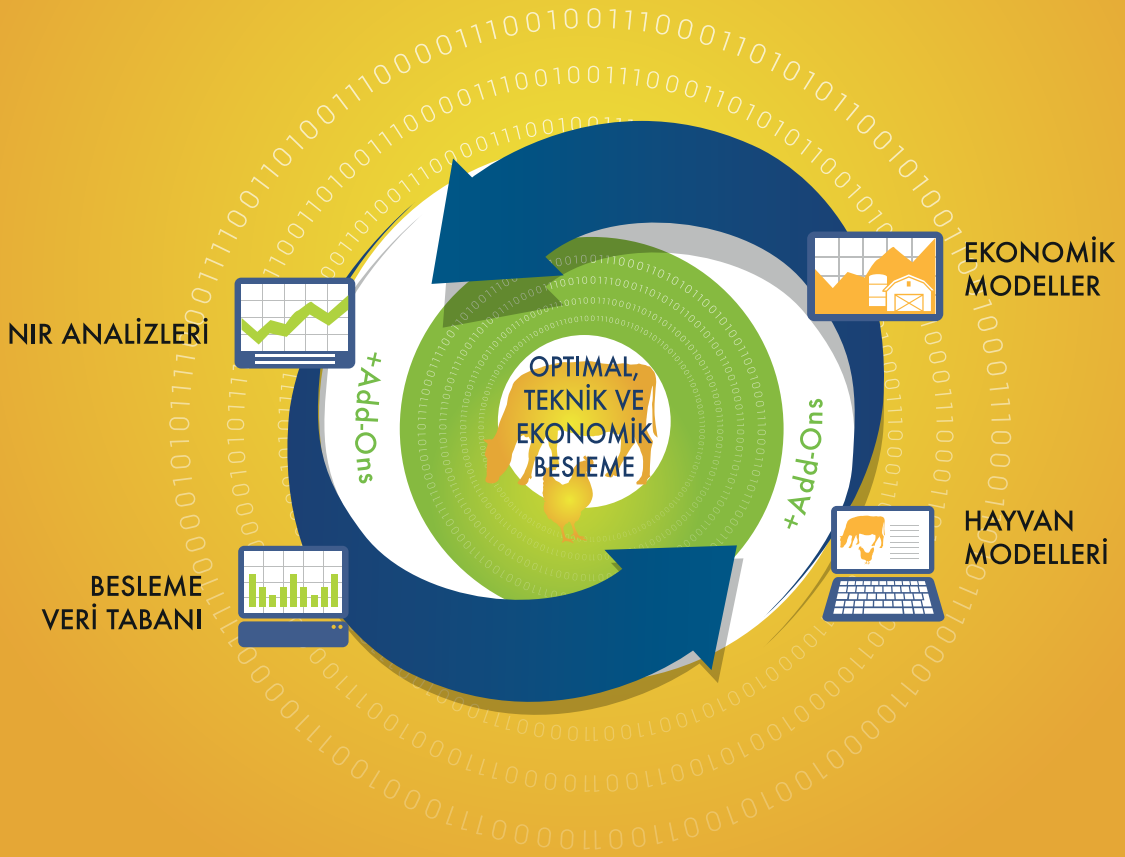 EKONOMİK
MODELLER
NIR ANALİZLERİ
+Add-Ons
OPTIMAL,
TEKNİK VE
EKONOMİK
BESLEME
+Add-Ons
HAYVAN
MODELLERİ
BESLEME
VERİ TABANI